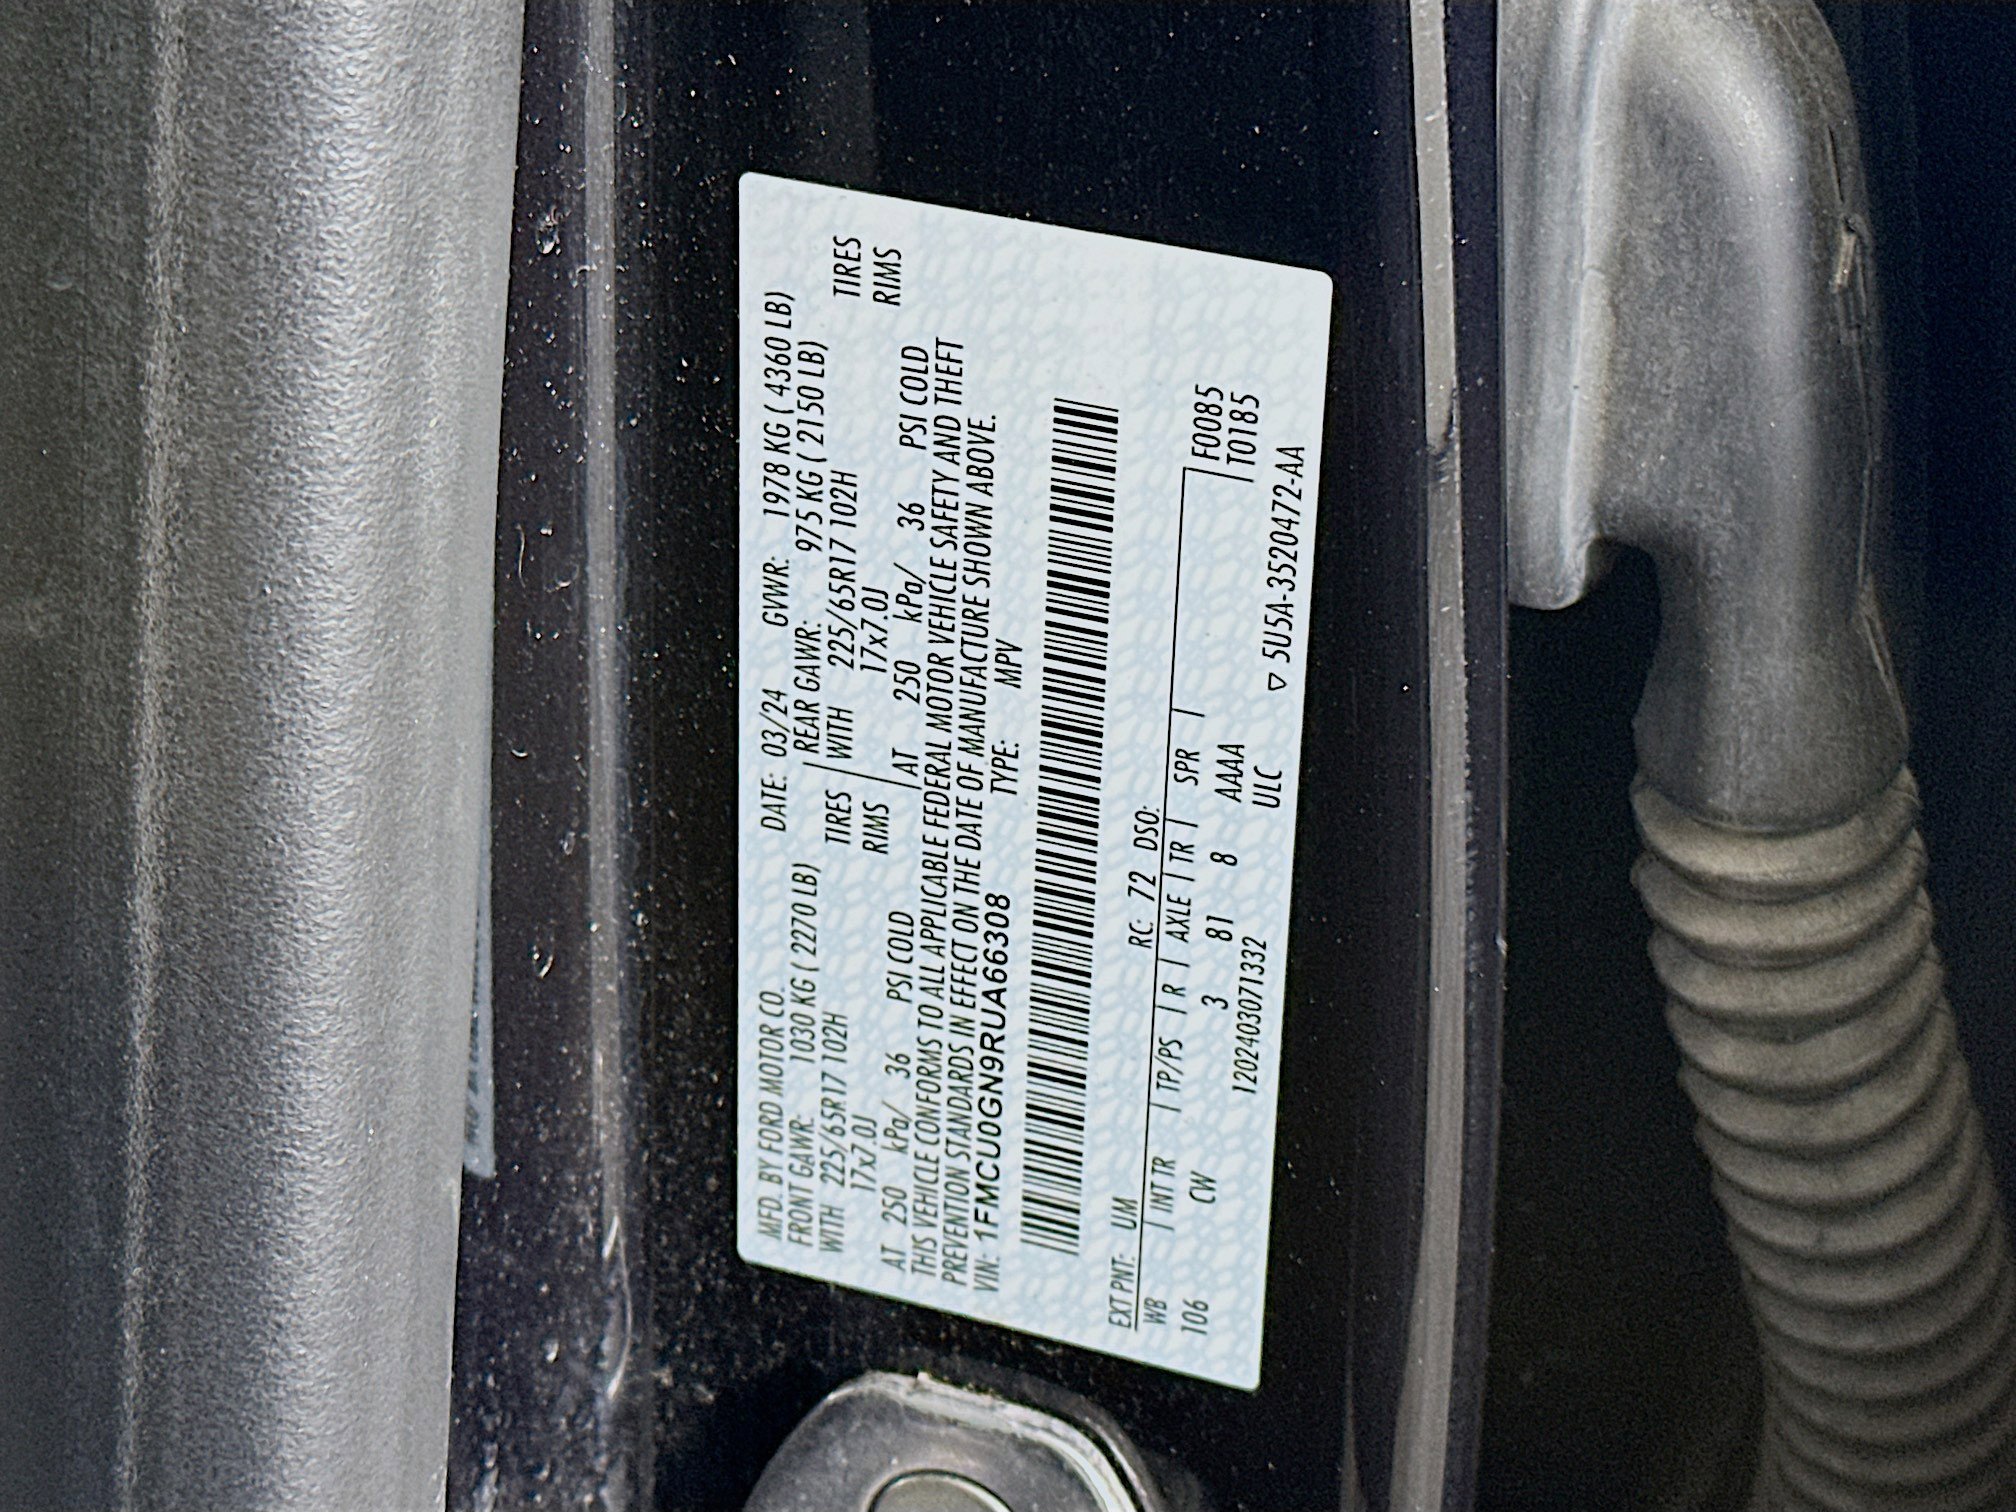 MFD. BY FORD MOTOR CO. DATE: 03/24 GVWR: 1978 KG ( 4360 LB)
FRONT GAWR: 1030 KG ( 2270 LB) REAR GAWR: 975 KG ( 2150 LB)
WITH 225/65R17 102H TIRES WITH 225/65R17 102H TIRES
17x7.0J RIMS 17x7.0J RIMS
AT 250 kPa/ 36 PSI COLD AT 250 kPa/ 36 PSI COLD
THIS VEHICLE CONFORMS TO ALL APPLICABLE FEDERAL MOTOR VEHICLE SAFETY AND THEFT
PREVENTION STANDARDS IN EFFECT ON THE DATE OF MANUFACTURE SHOWN ABOVE.
VIN: 1FMCU0GN9RUA66308 TYPE: MPV
EXT PNT: UM RC: 72 DSO:
WB | INT TR | TP/PS | R | AXLE | TR | SPR | F0085
106 CW 3 81 8 AAAA T0185
120240307133​2 ULC ▽ 5U5A-3520472-AA